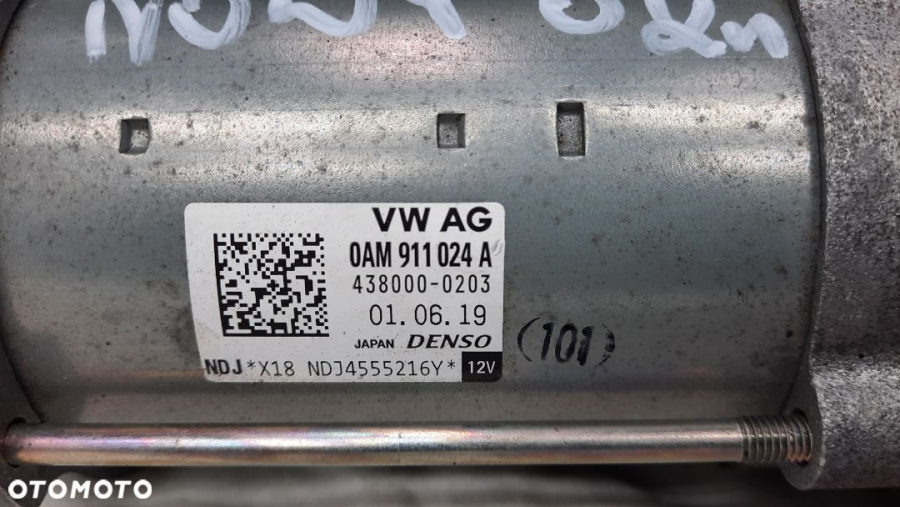 VW AG
0AM 911 024 A
438000-0203
01.06.19
JAPAN DENSO
(101)
NDJ*X18 NDJ4555216Y* 12V
OTOMOTO